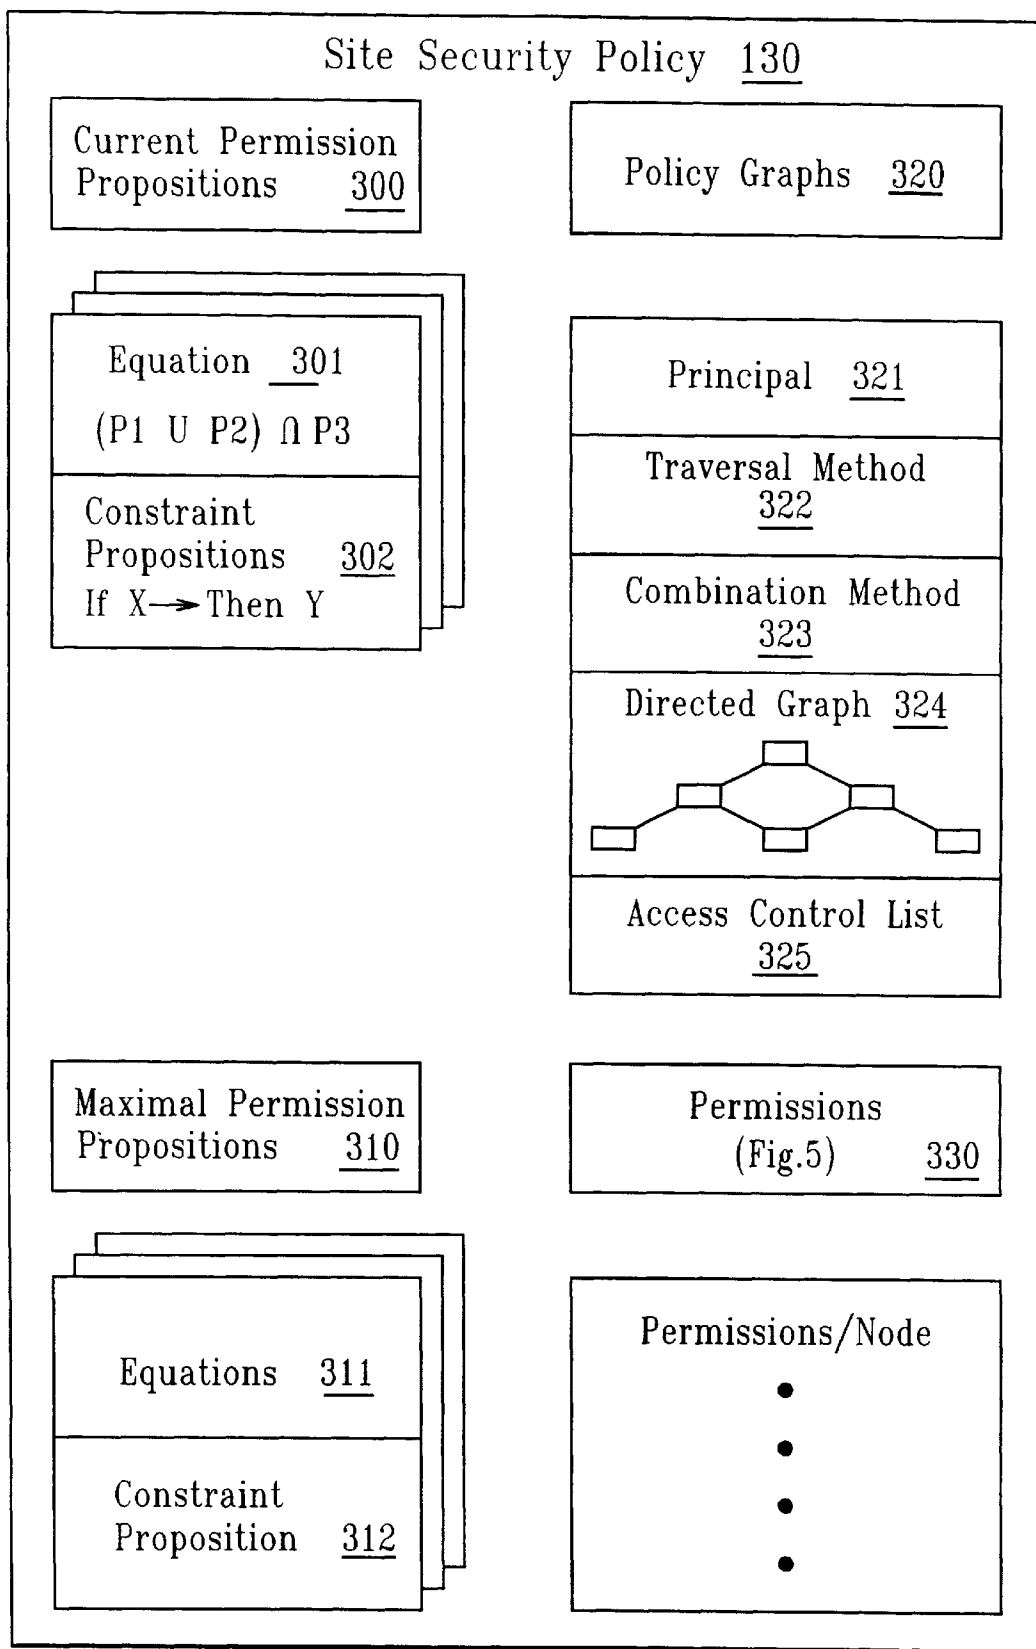 Site Security Policy 130
Current Permission
Propositions 300
Equation 301
(P1 U P2) ∩ P3
Constraint
Propositions 302
If X→Then Y
Policy Graphs 320
Principal 321
Traversal Method
322
Combination Method
323
Directed Graph 324
Access Control List
325
Maximal Permission
Propositions 310
Equations 311
Constraint
Proposition 312
Permissions
(Fig.5) 330
Permissions/Node